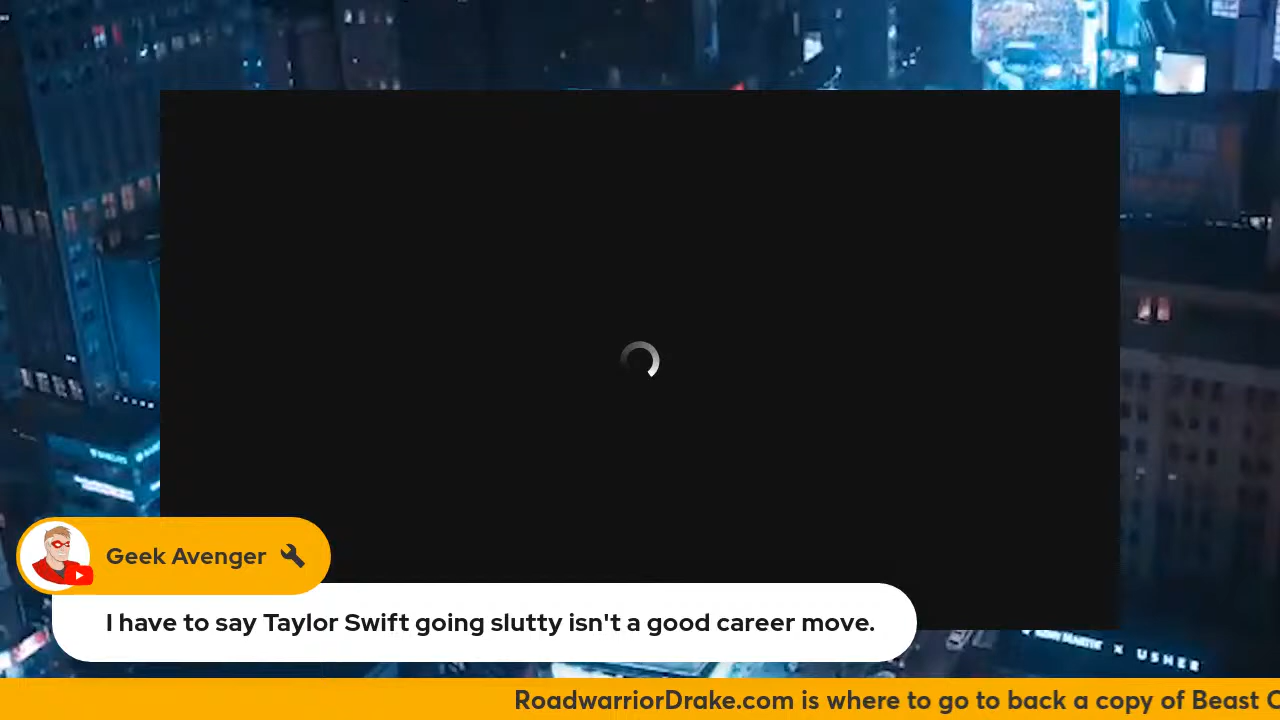 Geek Avenger
I have to say Taylor Swift going slutty isn't a good career move.
X USHER
RoadwarriorDrake.com is where to go to back a copy of Beast